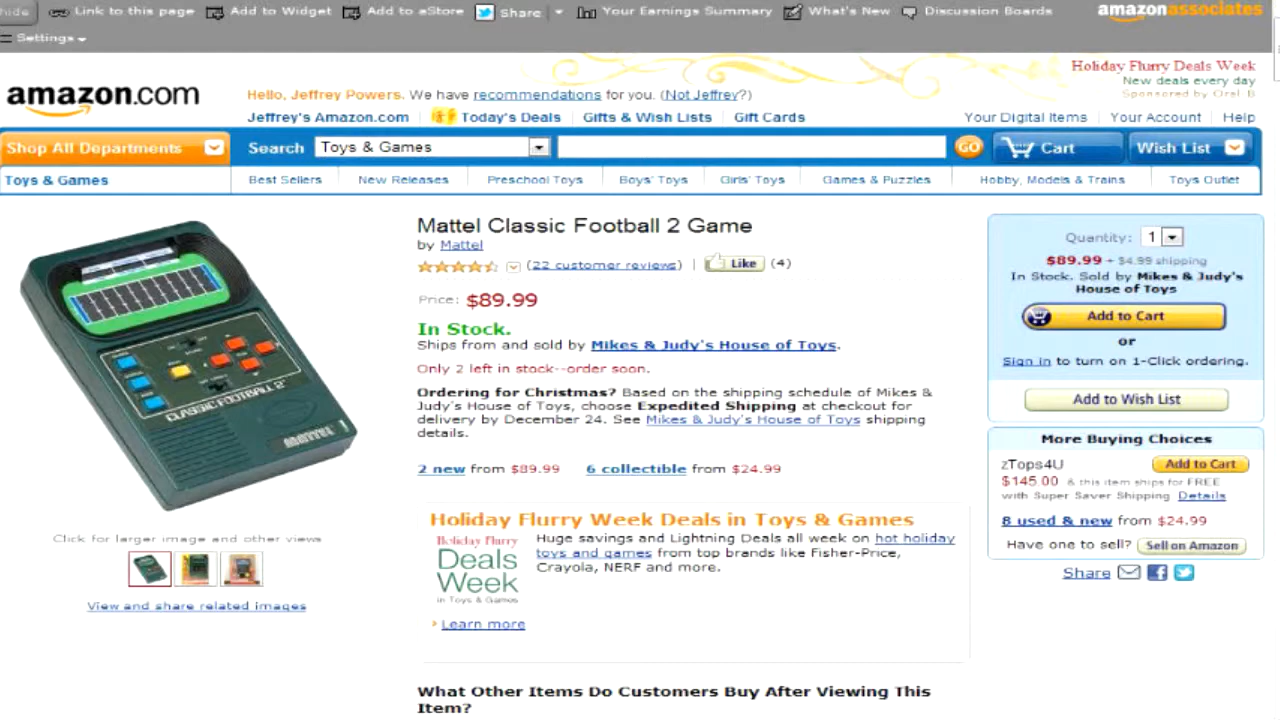 hide Link to this page Add to Widget Add to aStore Share Your Earnings Summary What's New Discussion Boards amazonassociates
Settings
Holiday Flurry Deals Week
New deals every day
Sponsored by Oral B
amazon.com
Hello, Jeffrey Powers. We have recommendations for you. (Not Jeffrey?)
Jeffrey's Amazon.com Today's Deals Gifts & Wish Lists Gift Cards Your Digital Items Your Account Help
Shop All Departments Search Toys & Games GO Cart Wish List
Toys & Games Best Sellers New Releases Preschool Toys Boys' Toys Girls' Toys Games & Puzzles Hobby, Models & Trains Toys Outlet
CLASSIC FOOTBALL 2
MATTEL
Click for larger image and other views
View and share related images
Mattel Classic Football 2 Game
by Mattel
(22 customer reviews) | Like (4)
Price: $89.99
In Stock.
Ships from and sold by Mikes & Judy's House of Toys.
Only 2 left in stock--order soon.
Ordering for Christmas? Based on the shipping schedule of Mikes &
Judy's House of Toys, choose Expedited Shipping at checkout for
delivery by December 24. See Mikes & Judy's House of Toys shipping
details.
2 new from $89.99 6 collectible from $24.99
Holiday Flurry Week Deals in Toys & Games
Holiday Flurry
Deals
Week
in Toys & Games
Huge savings and Lightning Deals all week on hot holiday
toys and games from top brands like Fisher-Price,
Crayola, NERF and more.
Learn more
What Other Items Do Customers Buy After Viewing This
Item?
Quantity: 1
$89.99 + $4.99 shipping
In Stock. Sold by Mikes & Judy's
House of Toys
Add to Cart
or
Sign in to turn on 1-Click ordering.
Add to Wish List
More Buying Choices
zTops4U Add to Cart
$145.00 & this item ships for FREE
with Super Saver Shipping Details
8 used & new from $24.99
Have one to sell? Sell on Amazon
Share